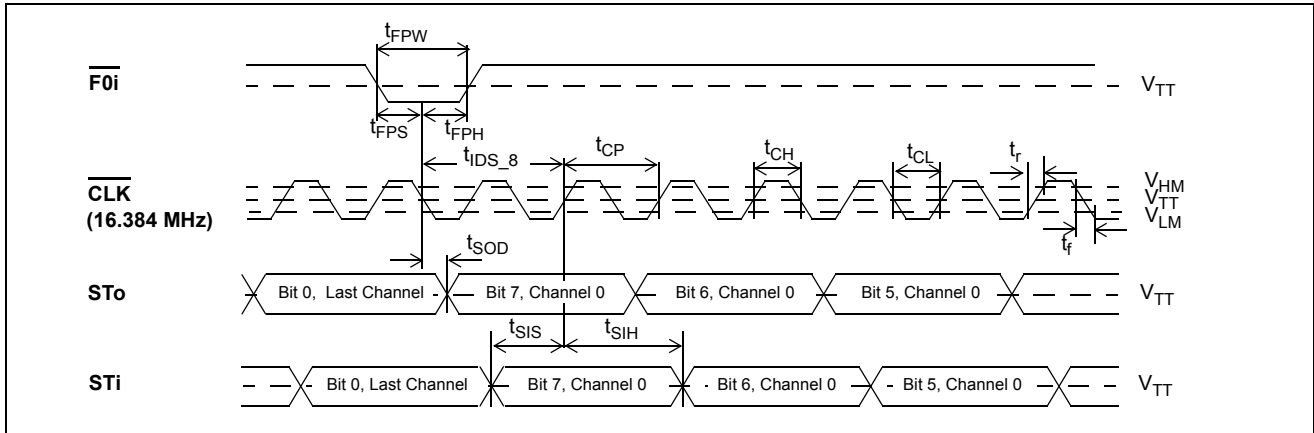 tFPW
F0i
VTT
tFPS
tFPH
tIDS_8
tCP
tCH
tCL
tr
CLK
(16.384 MHz)
VHM
VTT
VLM
tf
tSOD
STo
Bit 0, Last Channel
Bit 7, Channel 0
Bit 6, Channel 0
Bit 5, Channel 0
VTT
tSIS
tSIH
STi
Bit 0, Last Channel
Bit 7, Channel 0
Bit 6, Channel 0
Bit 5, Channel 0
VTT